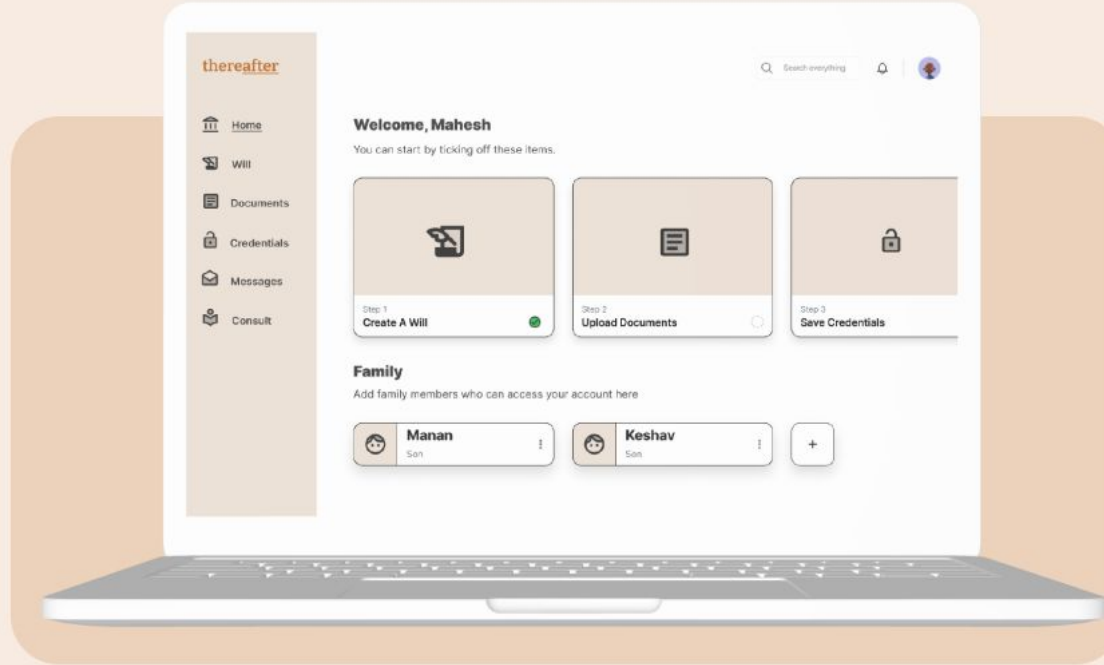 thereafter
Search everything
Home
Will
Documents
Credentials
Messages
Consult
Welcome, Mahesh
You can start by ticking off these items.
Step 1
Create A Will
Step 2
Upload Documents
Step 3
Save Credentials
Family
Add family members who can access your account here
Manan
Son
Keshav
Son
+